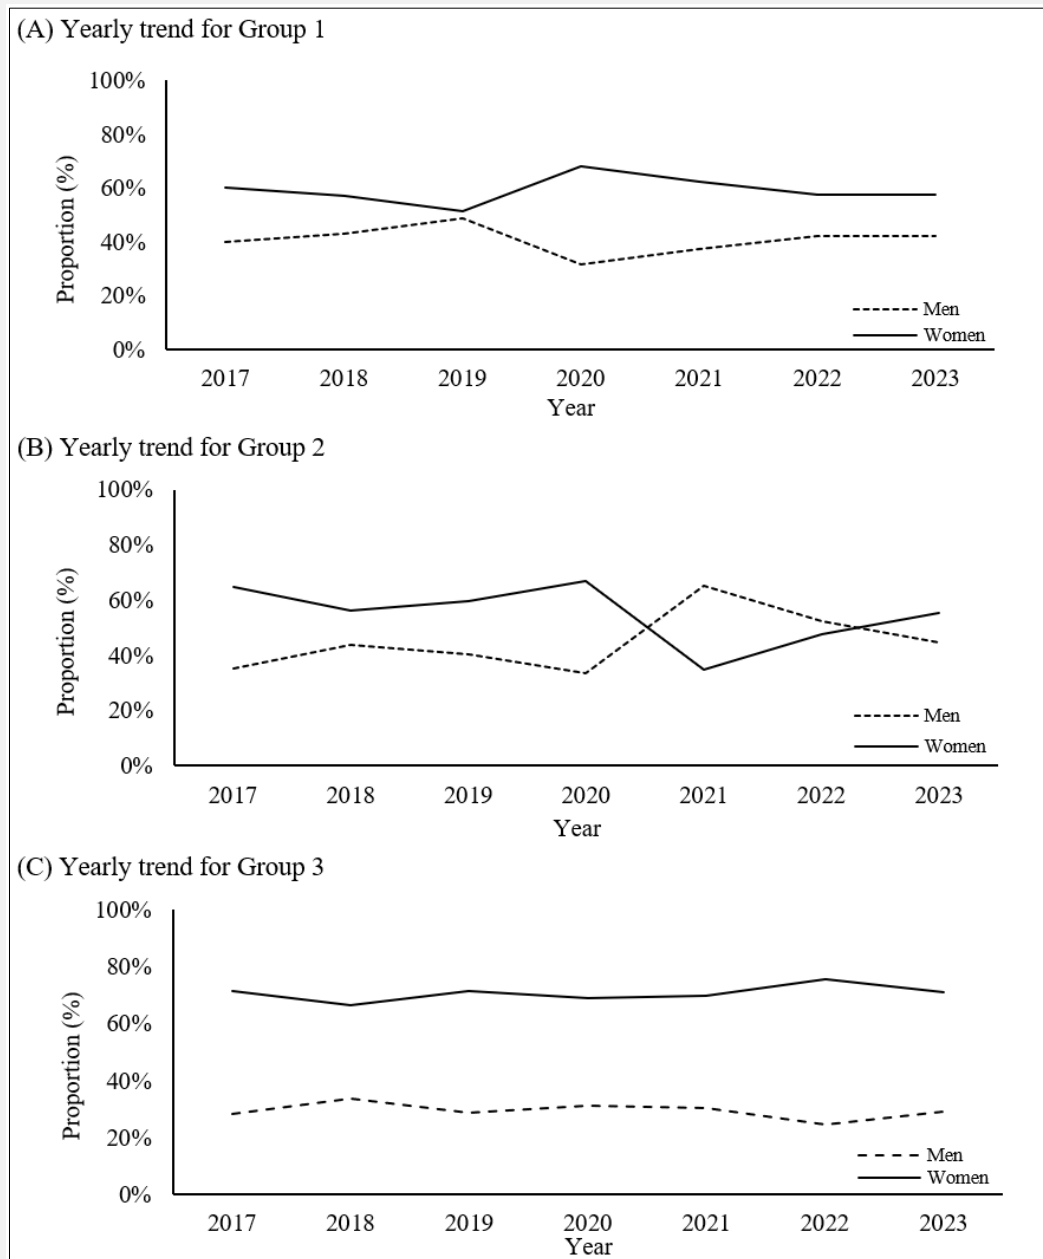 (A) Yearly trend for Group 1
100%
80%
60%
40%
20%
0%
Proportion (%)
Men
Women
2017 2018 2019 2020 2021 2022 2023
Year
(B) Yearly trend for Group 2
100%
80%
60%
40%
20%
0%
Proportion (%)
Men
Women
2017 2018 2019 2020 2021 2022 2023
Year
(C) Yearly trend for Group 3
100%
80%
60%
40%
20%
0%
Proportion (%)
Men
Women
2017 2018 2019 2020 2021 2022 2023
Year